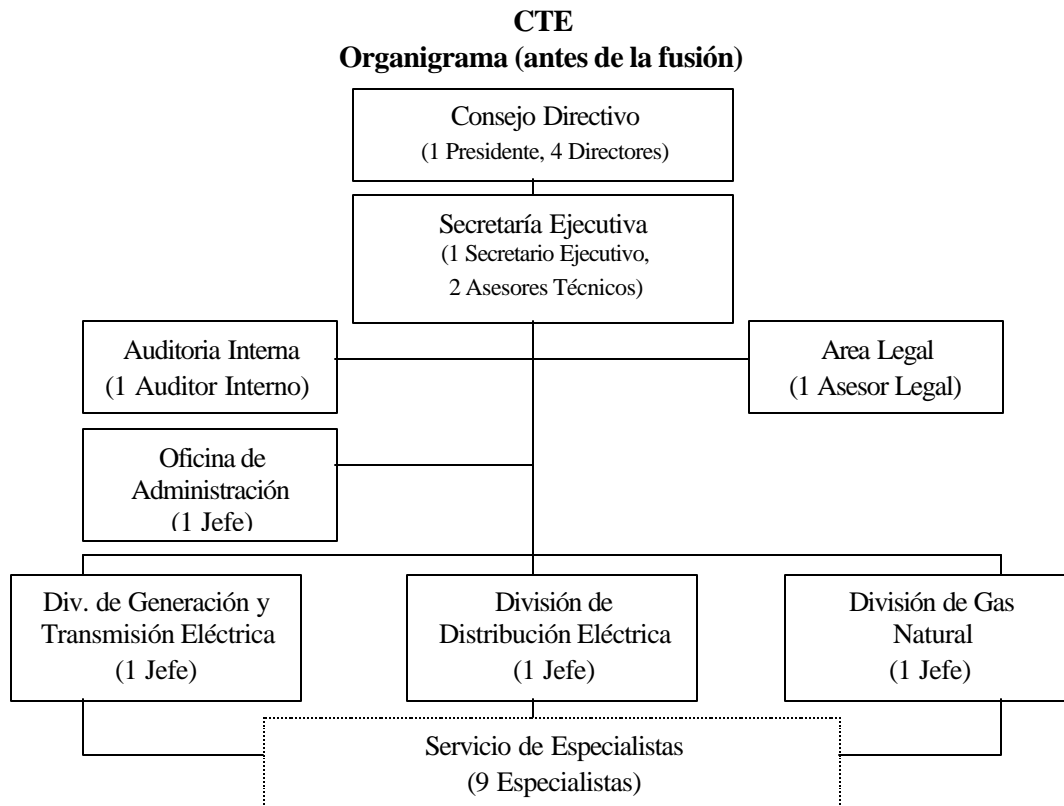 CTE
Organigrama (antes de la fusión)
Consejo Directivo
(1 Presidente, 4 Directores)
Secretaría Ejecutiva
(1 Secretario Ejecutivo,
2 Asesores Técnicos)
Auditoria Interna
(1 Auditor Interno)
Area Legal
(1 Asesor Legal)
Oficina de
Administración
(1 Jefe)
Div. de Generación y
Transmisión Eléctrica
(1 Jefe)
División de
Distribución Eléctrica
(1 Jefe)
División de Gas
Natural
(1 Jefe)
Servicio de Especialistas
(9 Especialistas)